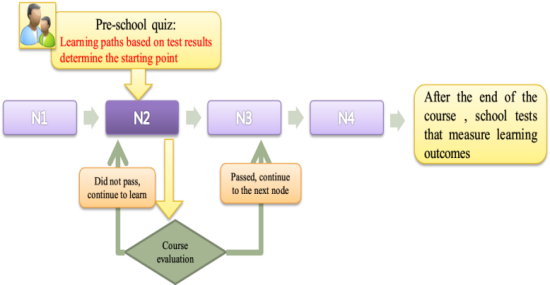 Pre-school quiz:
Learning paths based on test results
determine the starting point
N1
N2
N3
N4
After the end of the
course , school tests
that measure learning
outcomes
Did not pass,
continue to learn
Passed, continue
to the next node
Course
evaluation